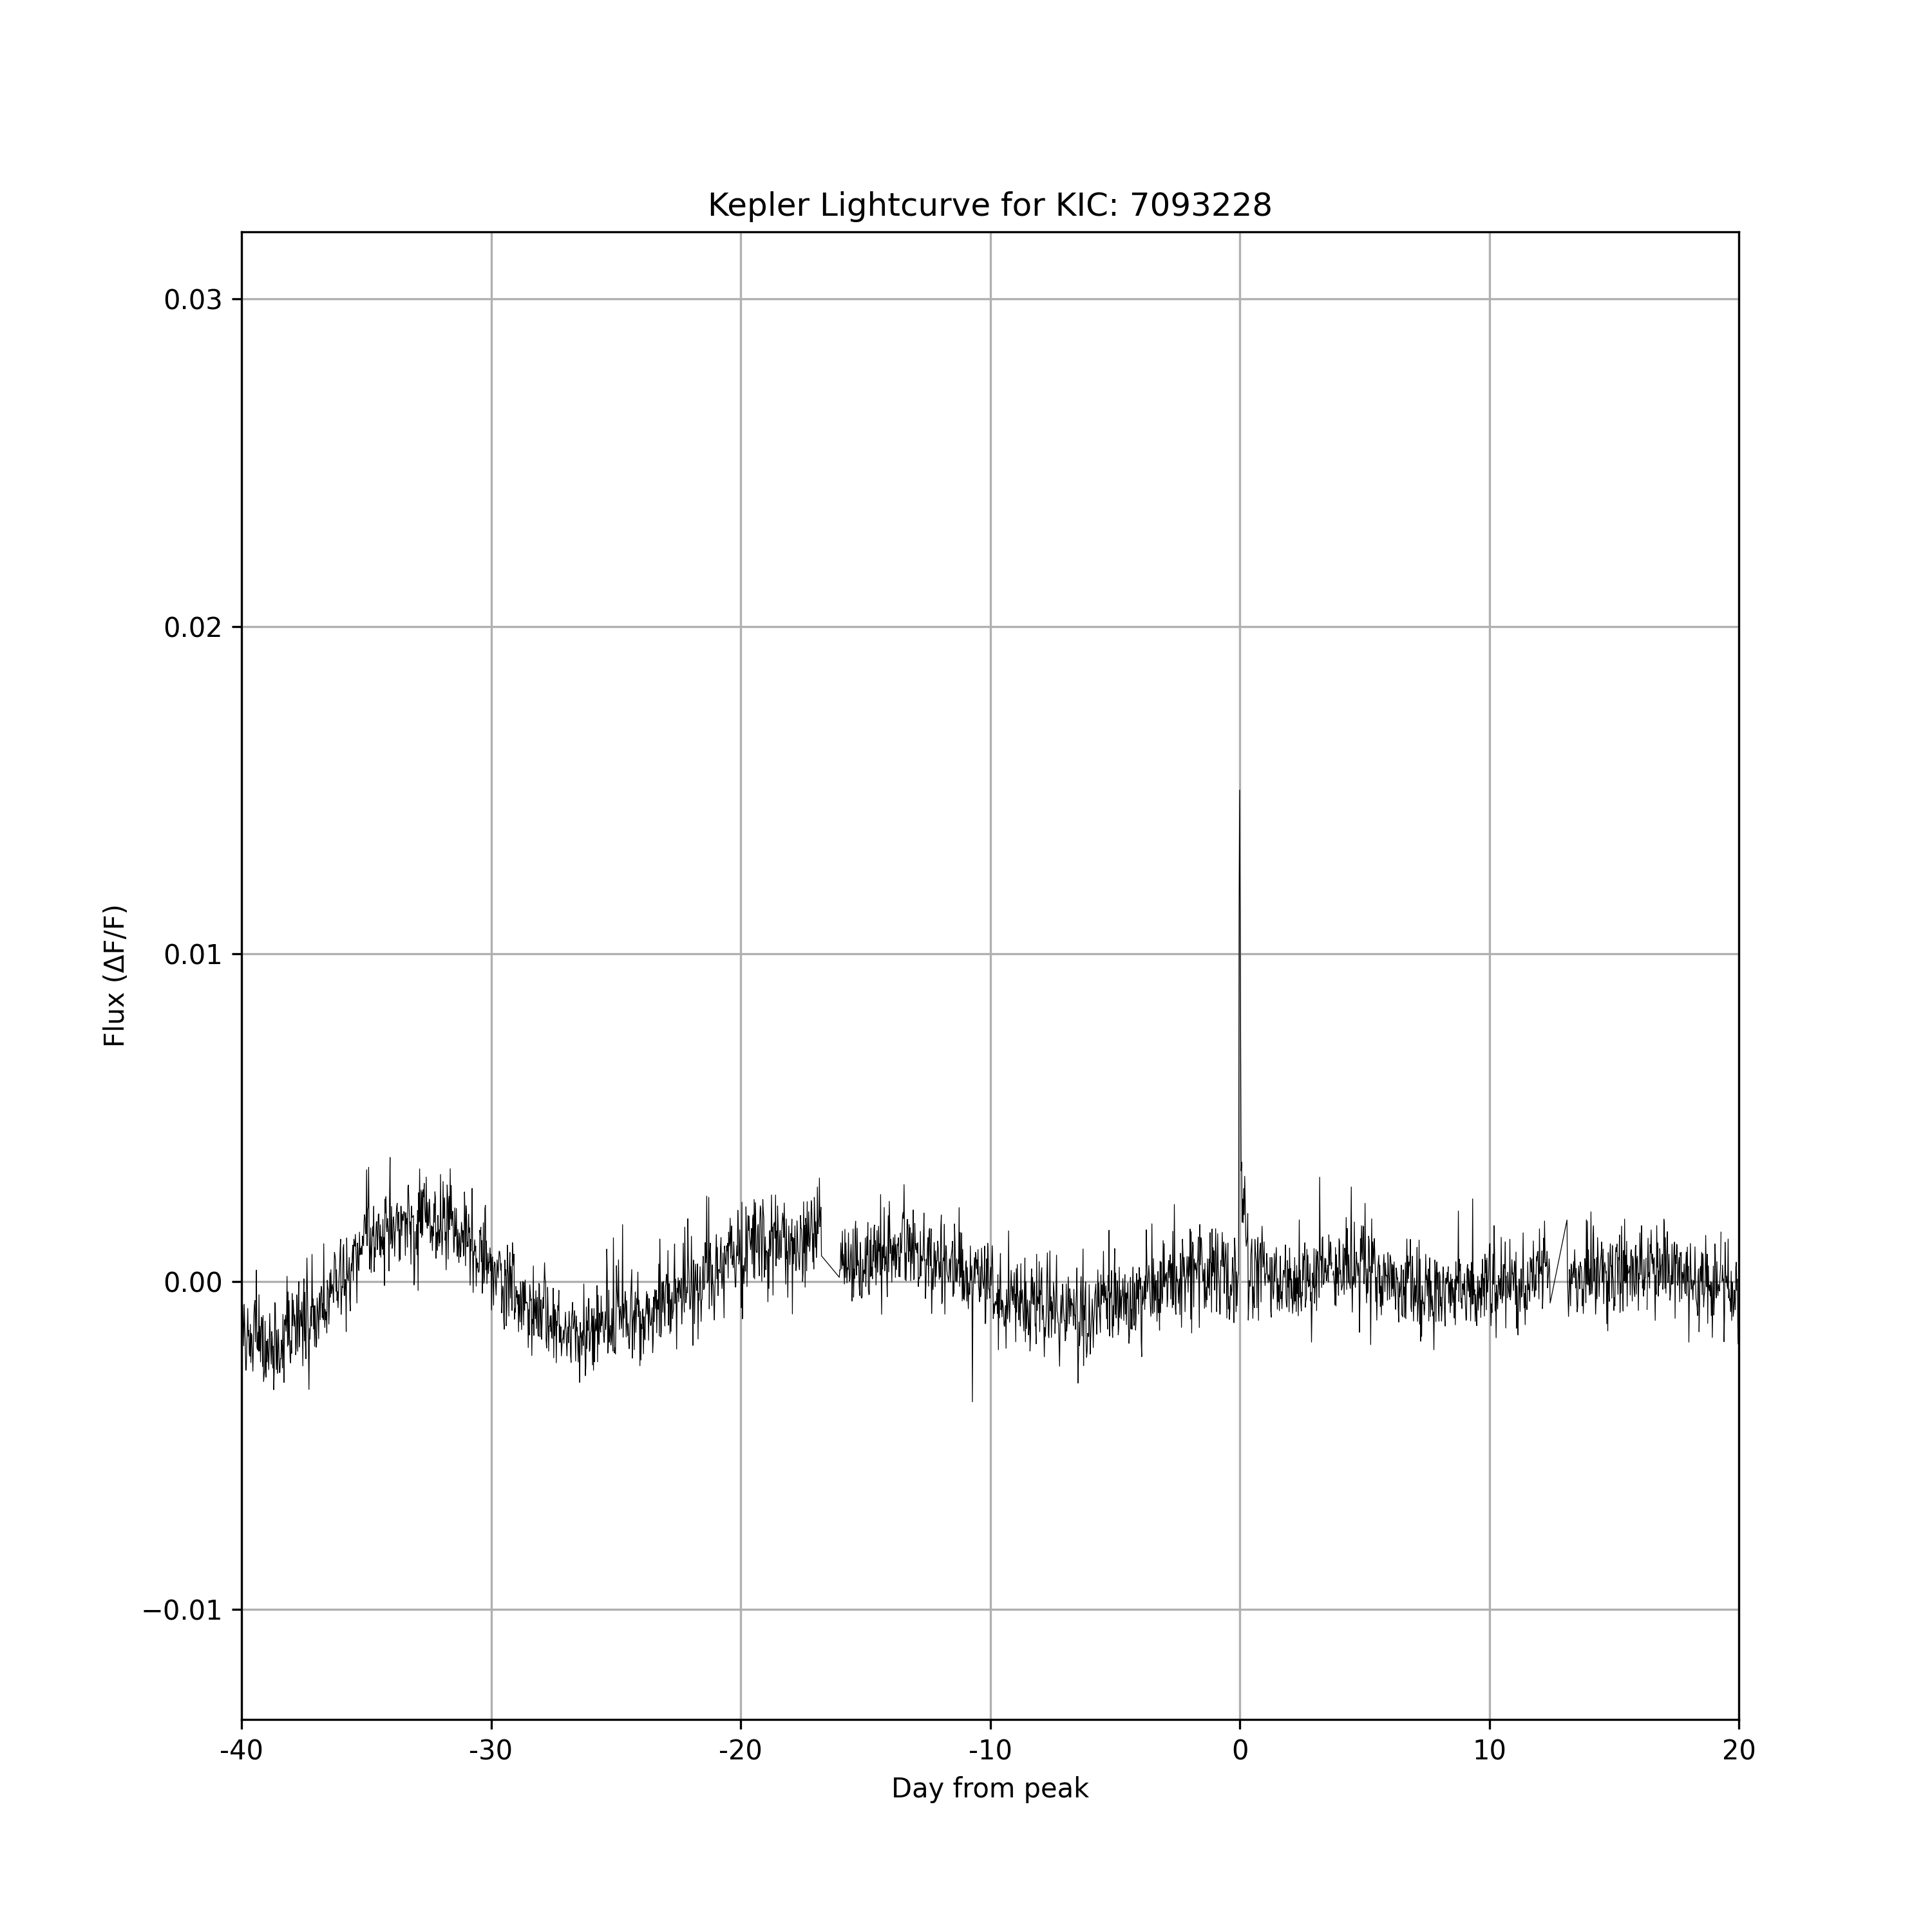 Kepler Lightcurve for KIC: 7093228
0.03
0.02
0.01
0.00
−0.01
Flux (ΔF/F)
-40 -30 -20 -10 0 10 20
Day from peak